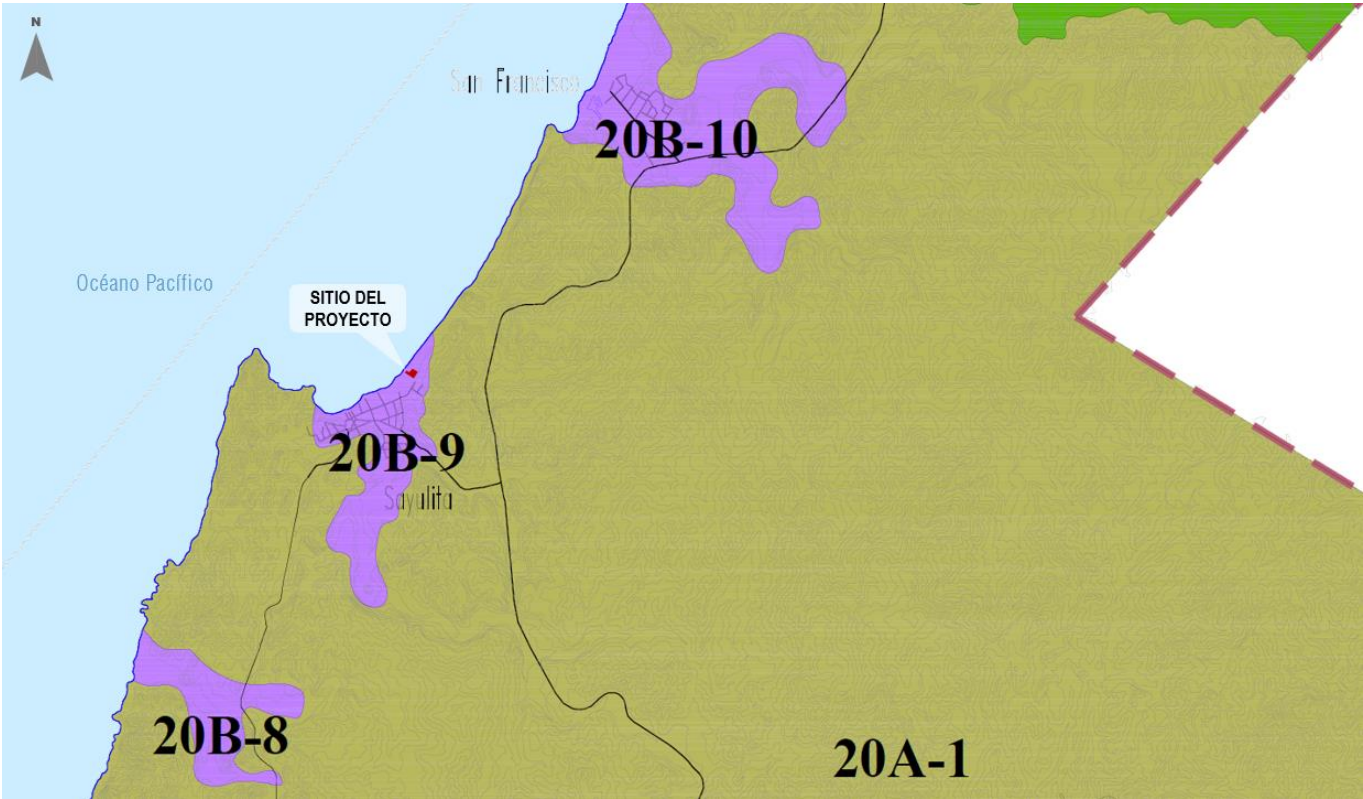 N
San Francisco
20B-10
Océano Pacífico
SITIO DEL
PROYECTO
20B-9
Sayulita
20B-8
20A-1